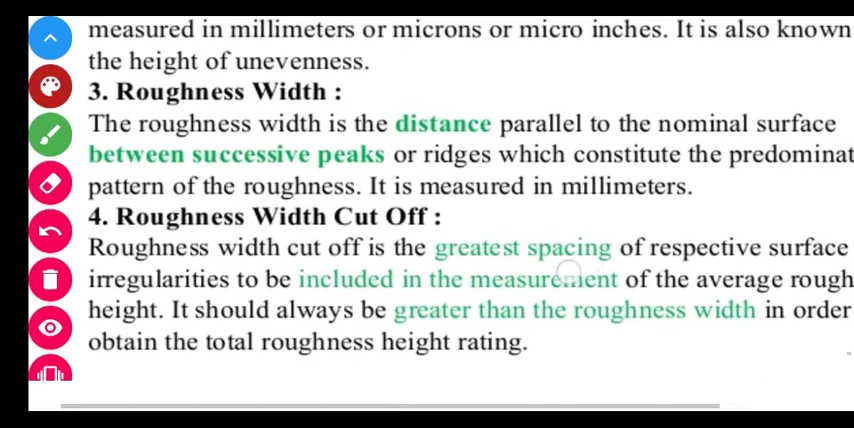 measured in millimeters or microns or micro inches. It is also known
the height of unevenness.
3. Roughness Width :
The roughness width is the distance parallel to the nominal surface
between successive peaks or ridges which constitute the predominat
pattern of the roughness. It is measured in millimeters.
4. Roughness Width Cut Off :
Roughness width cut off is the greatest spacing of respective surface
irregularities to be included in the measurement of the average rough
height. It should always be greater than the roughness width in order
obtain the total roughness height rating.